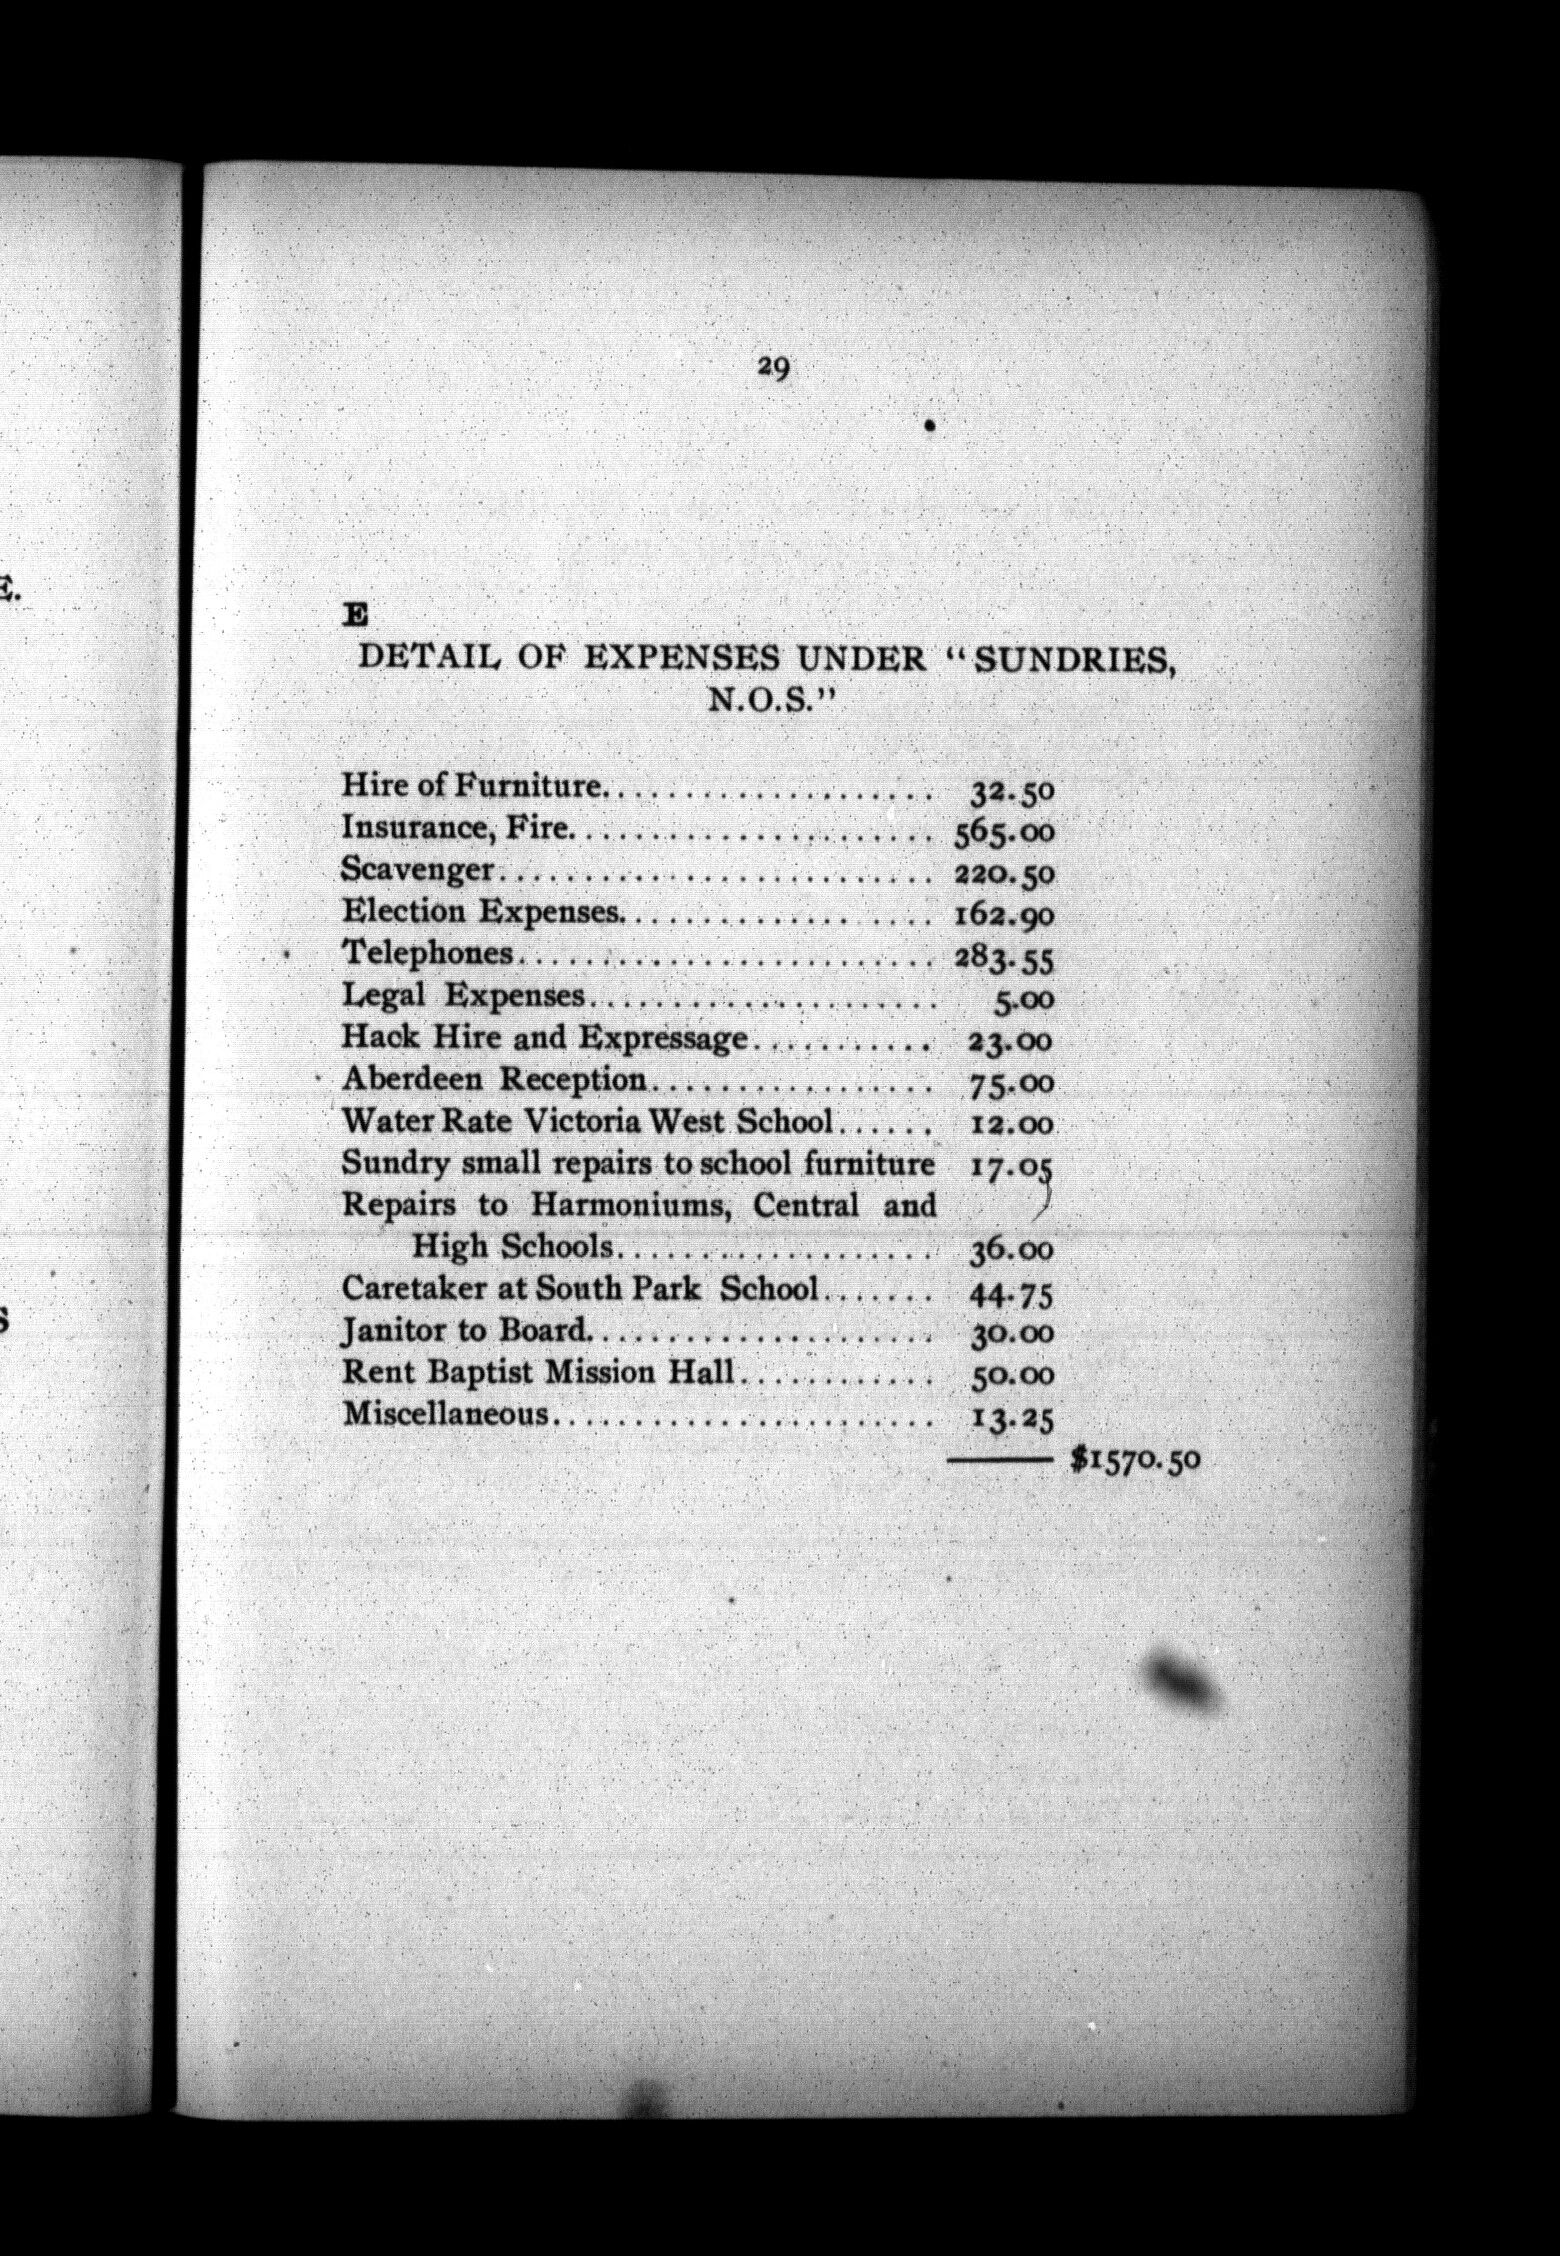 29
E
DETAIL OF EXPENSES UNDER “SUNDRIES,
N.O.S.”
Hire of Furniture................... 32.50
Insurance, Fire..................... 565.00
Scavenger.......................... 220.50
Election Expenses................... 162.90
Telephones......................... 283.55
Legal Expenses..................... 5.00
Hack Hire and Expressage........... 23.00
Aberdeen Reception................. 75.00
Water Rate Victoria West School...... 12.00
Sundry small repairs to school furniture 17.05
Repairs to Harmoniums, Central and
High Schools................... 36.00
Caretaker at South Park School....... 44.75
Janitor to Board..................... 30.00
Rent Baptist Mission Hall............ 50.00
Miscellaneous....................... 13.25
$1570.50